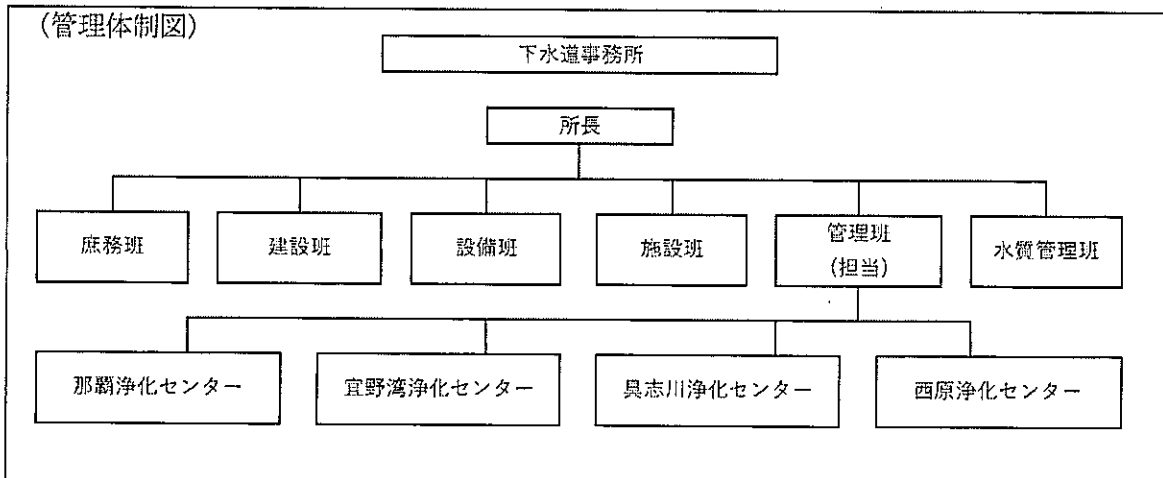 (管理体制図)
下水道事務所
所長
庶務班
建設班
設備班
施設班
管理班
(担当)
水質管理班
那覇浄化センター
宜野湾浄化センター
具志川浄化センター
西原浄化センター